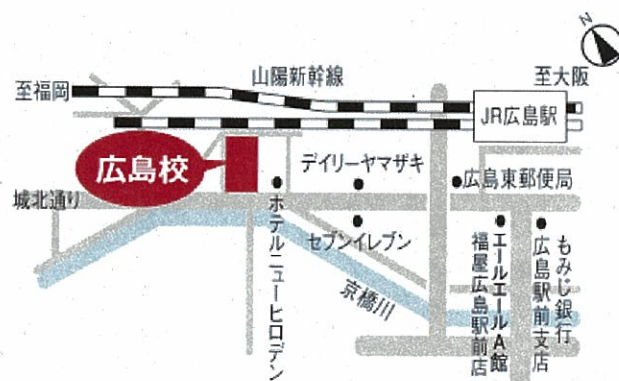 N
至福岡
山陽新幹線
至大阪
JR広島駅
広島校
デイリーヤマザキ
広島東郵便局
城北通り
ホテルニューヒロデン
セブンイレブン
京橋川
エールエールA館
福屋広島駅前店
もみじ銀行
広島駅前支店